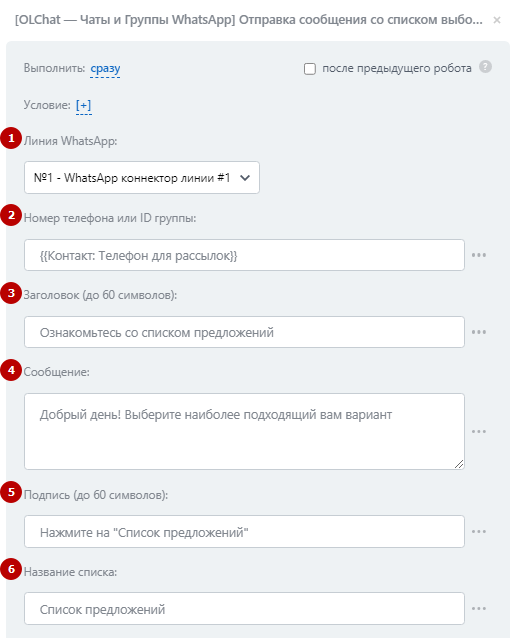 [OLChat — Чаты и Группы WhatsApp] Отправка сообщения со списком выбо...
Выполнить: сразу
после предыдущего робота ?
Условие: [+]
1 Линия WhatsApp:
№1 - WhatsApp коннектор линии #1
2 Номер телефона или ID группы:
{{Контакт: Телефон для рассылок}}
3 Заголовок (до 60 символов):
Ознакомьтесь со списком предложений
4 Сообщение:
Добрый день! Выберите наиболее подходящий вам вариант
5 Подпись (до 60 символов):
Нажмите на "Список предложений"
6 Название списка:
Список предложений